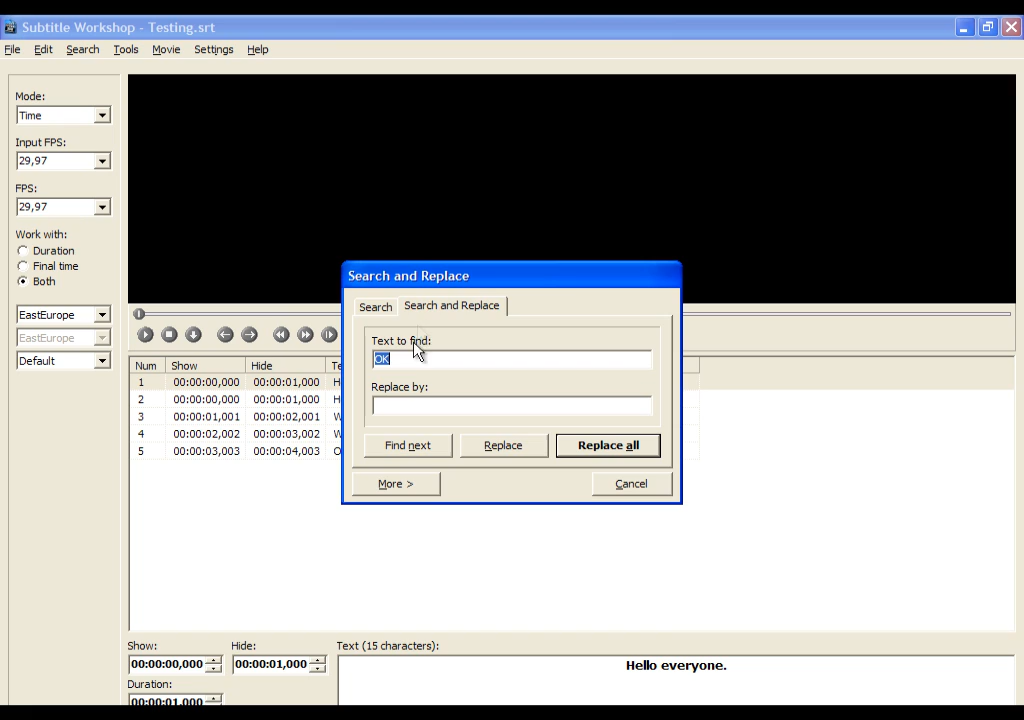 Subtitle Workshop - Testing.srt
File Edit Search Tools Movie Settings Help
Mode:
Time
Input FPS:
29,97
FPS:
29,97
Work with:
Duration
Final time
Both
EastEurope
EastEurope
Default
Num Show Hide
1 00:00:00,000 00:00:01,000
2 00:00:00,000 00:00:01,000
3 00:00:01,001 00:00:02,001
4 00:00:02,002 00:00:03,002
5 00:00:03,003 00:00:04,003
Search and Replace
Search Search and Replace
Text to find:
OK
Replace by:
Find next Replace Replace all
More > Cancel
Show: Hide: Text (15 characters):
00:00:00,000 00:00:01,000 Hello everyone.
Duration:
00:00:01,000